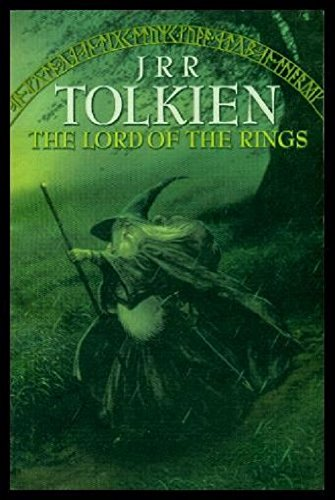 J R R
TOLKIEN
THE LORD OF THE RINGS